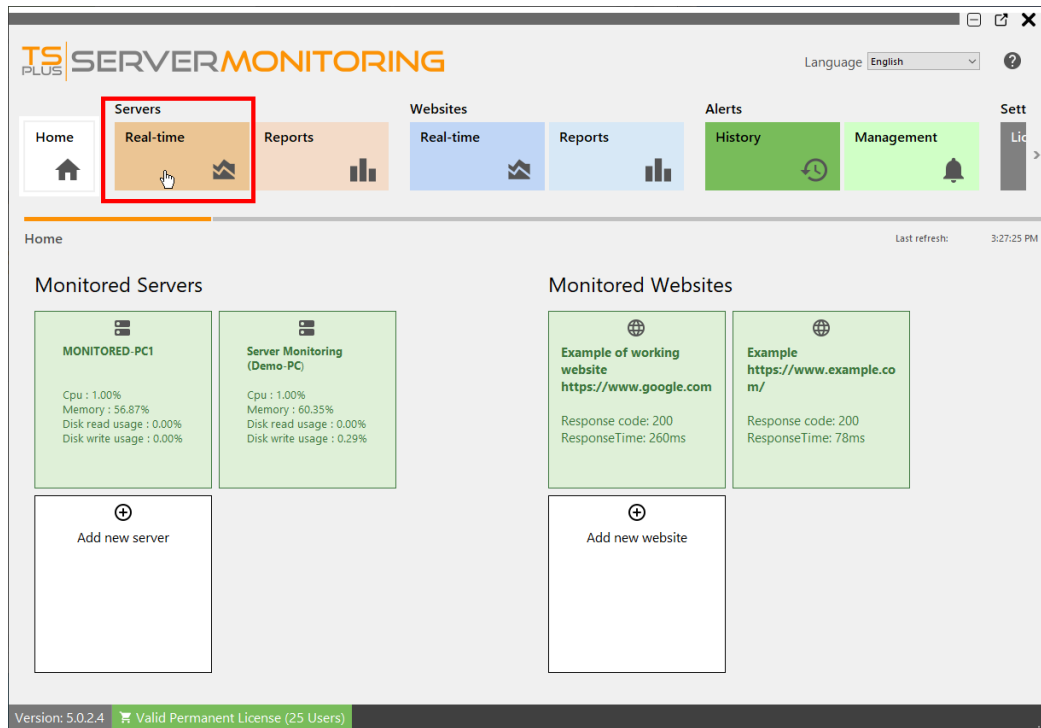 TS PLUS SERVERMONITORING
Language English
Servers
Websites
Alerts
Sett
Home
Real-time
Reports
Real-time
Reports
History
Management
Lic
Home
Last refresh: 3:27:25 PM
Monitored Servers
Monitored Websites
MONITORED-PC1
Cpu : 1.00%
Memory : 56.87%
Disk read usage : 0.00%
Disk write usage : 0.00%
Server Monitoring
(Demo-PC)
Cpu : 1.00%
Memory : 60.35%
Disk read usage : 0.00%
Disk write usage : 0.29%
Example of working
website
https://www.google.com
Response code: 200
ResponseTime: 260ms
Example
https://www.example.co
m/
Response code: 200
ResponseTime: 78ms
Add new server
Add new website
Version: 5.0.2.4 Valid Permanent License (25 Users)